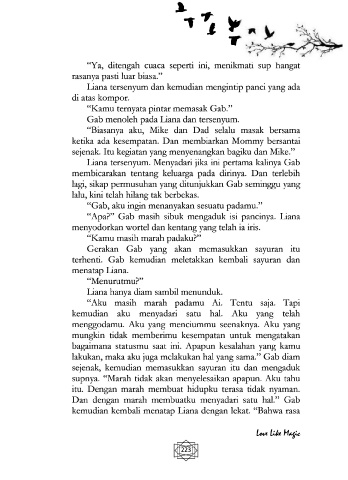 "Ya, ditengah cuaca seperti ini, menikmati sup hangat
rasanya pasti luar biasa."
Liana tersenyum dan kemudian mengintip panci yang ada
di atas kompor.
"Kamu ternyata pintar memasak Gab."
Gab menoleh pada Liana dan tersenyum.
"Biasanya aku, Mike dan Dad selalu masak bersama
ketika ada kesempatan. Dan membiarkan Mommy bersantai
sejenak. Itu kegiatan yang menyenangkan bagiku dan Mike."
Liana tersenyum. Menyadari jika ini pertama kalinya Gab
membicarakan tentang keluarga pada dirinya. Dan terlebih
lagi, sikap permusuhan yang ditunjukkan Gab seminggu yang
lalu, kini telah hilang tak berbekas.
"Gab, aku ingin menanyakan sesuatu padamu."
"Apa?" Gab masih sibuk mengaduk isi pancinya. Liana
menyodorkan wortel dan kentang yang telah ia iris.
"Kamu masih marah padaku?"
Gerakan Gab yang akan memasukkan sayuran itu
terhenti. Gab kemudian meletakkan kembali sayuran dan
menatap Liana.
"Menurutmu?"
Liana hanya diam sambil menunduk.
"Aku masih marah padamu Ai. Tentu saja. Tapi
kemudian aku menyadari satu hal. Aku yang telah
menggodamu. Aku yang menciummu seenaknya. Aku yang
mungkin tidak memberimu kesempatan untuk mengatakan
bagaimana statusmu saat ini. Apapun kesalahan yang kamu
lakukan, maka aku juga melakukan hal yang sama." Gab diam
sejenak, kemudian memasukkan sayuran itu dan mengaduk
supnya. "Marah tidak akan menyelesaikan apapun. Aku tahu
itu. Dengan marah membuat hidupku terasa tidak nyaman.
Dan dengan marah membuatku menyadari satu hal." Gab
kemudian kembali menatap Liana dengan lekat. "Bahwa rasa
Love Like Magic
223